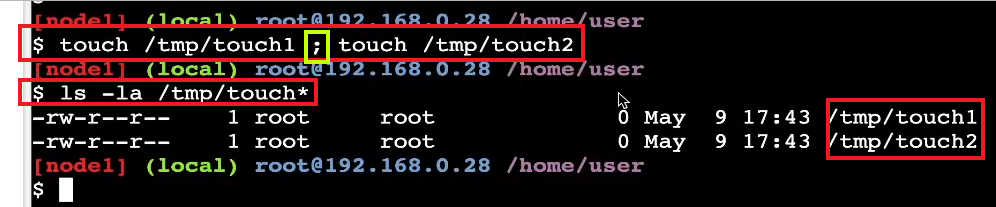 [node1] (local) root@192.168.0.28 /home/user
$ touch /tmp/touch1 ; touch /tmp/touch2
[node1] (local) root@192.168.0.28 /home/user
$ ls -la /tmp/touch*
-rw-r--r--    1 root     root             0 May  9 17:43 /tmp/touch1
-rw-r--r--    1 root     root             0 May  9 17:43 /tmp/touch2
[node1] (local) root@192.168.0.28 /home/user
$